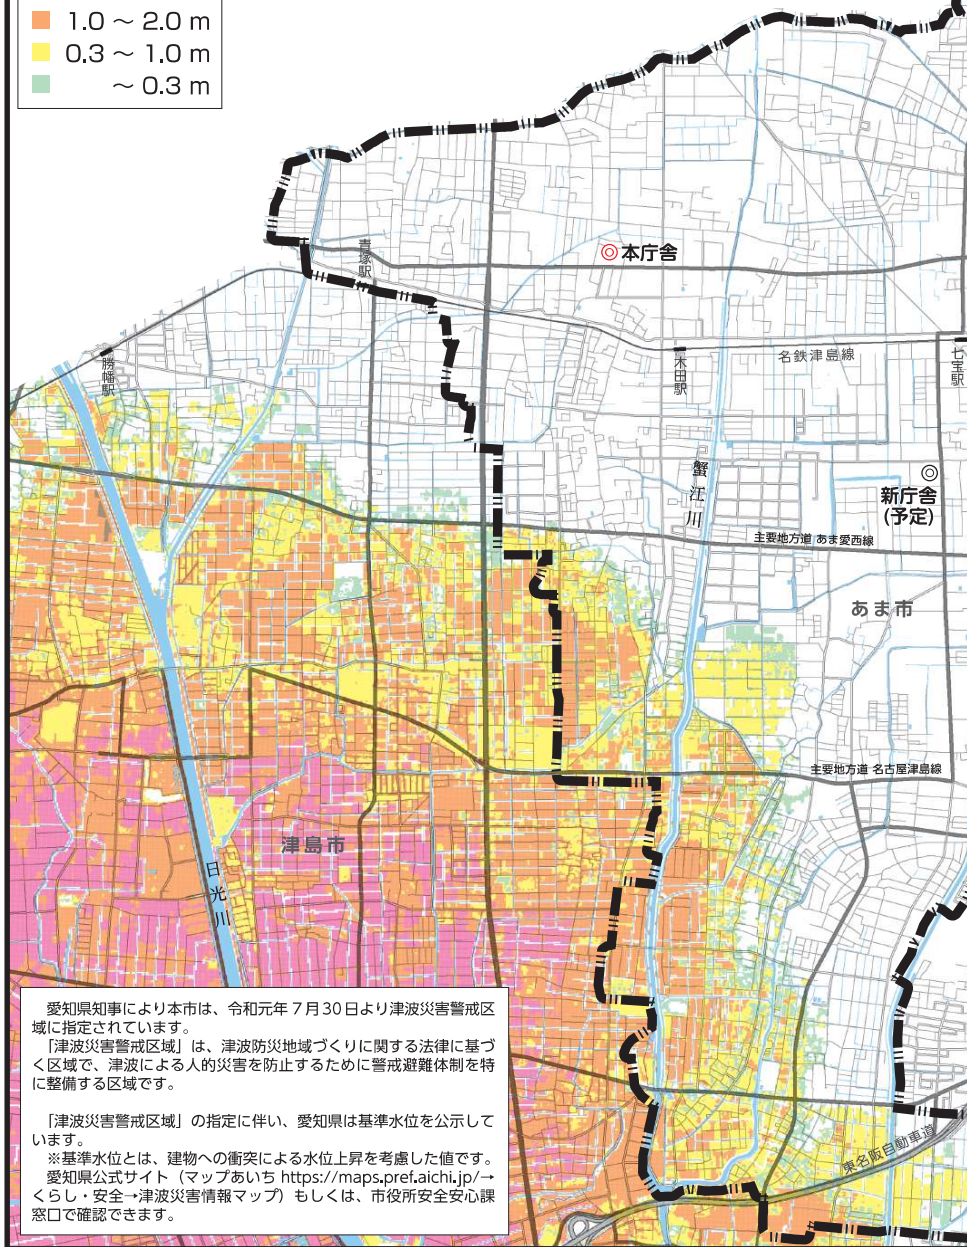 1.0 ～ 2.0 m
0.3 ～ 1.0 m
～ 0.3 m
青塚駅
本庁舎
勝幡駅
木田駅
名鉄津島線
七宝駅
蟹江川
新庁舎
(予定)
主要地方道 あま愛西線
あま市
主要地方道 名古屋津島線
津島市
日光川
愛知県知事により本市は、令和元年７月30日より津波災害警戒区
域に指定されています。
「津波災害警戒区域」は、津波防災地域づくりに関する法律に基づ
く区域で、津波による人的災害を防止するために警戒避難体制を特
に整備する区域です。
「津波災害警戒区域」の指定に伴い、愛知県は基準水位を公示して
います。
※基準水位とは、建物への衝突による水位上昇を考慮した値です。
愛知県公式サイト（マップあいち https://maps.pref.aichi.jp/→
くらし・安全→津波災害情報マップ）もしくは、市役所安全安心課
窓口で確認できます。
東名阪自動車道